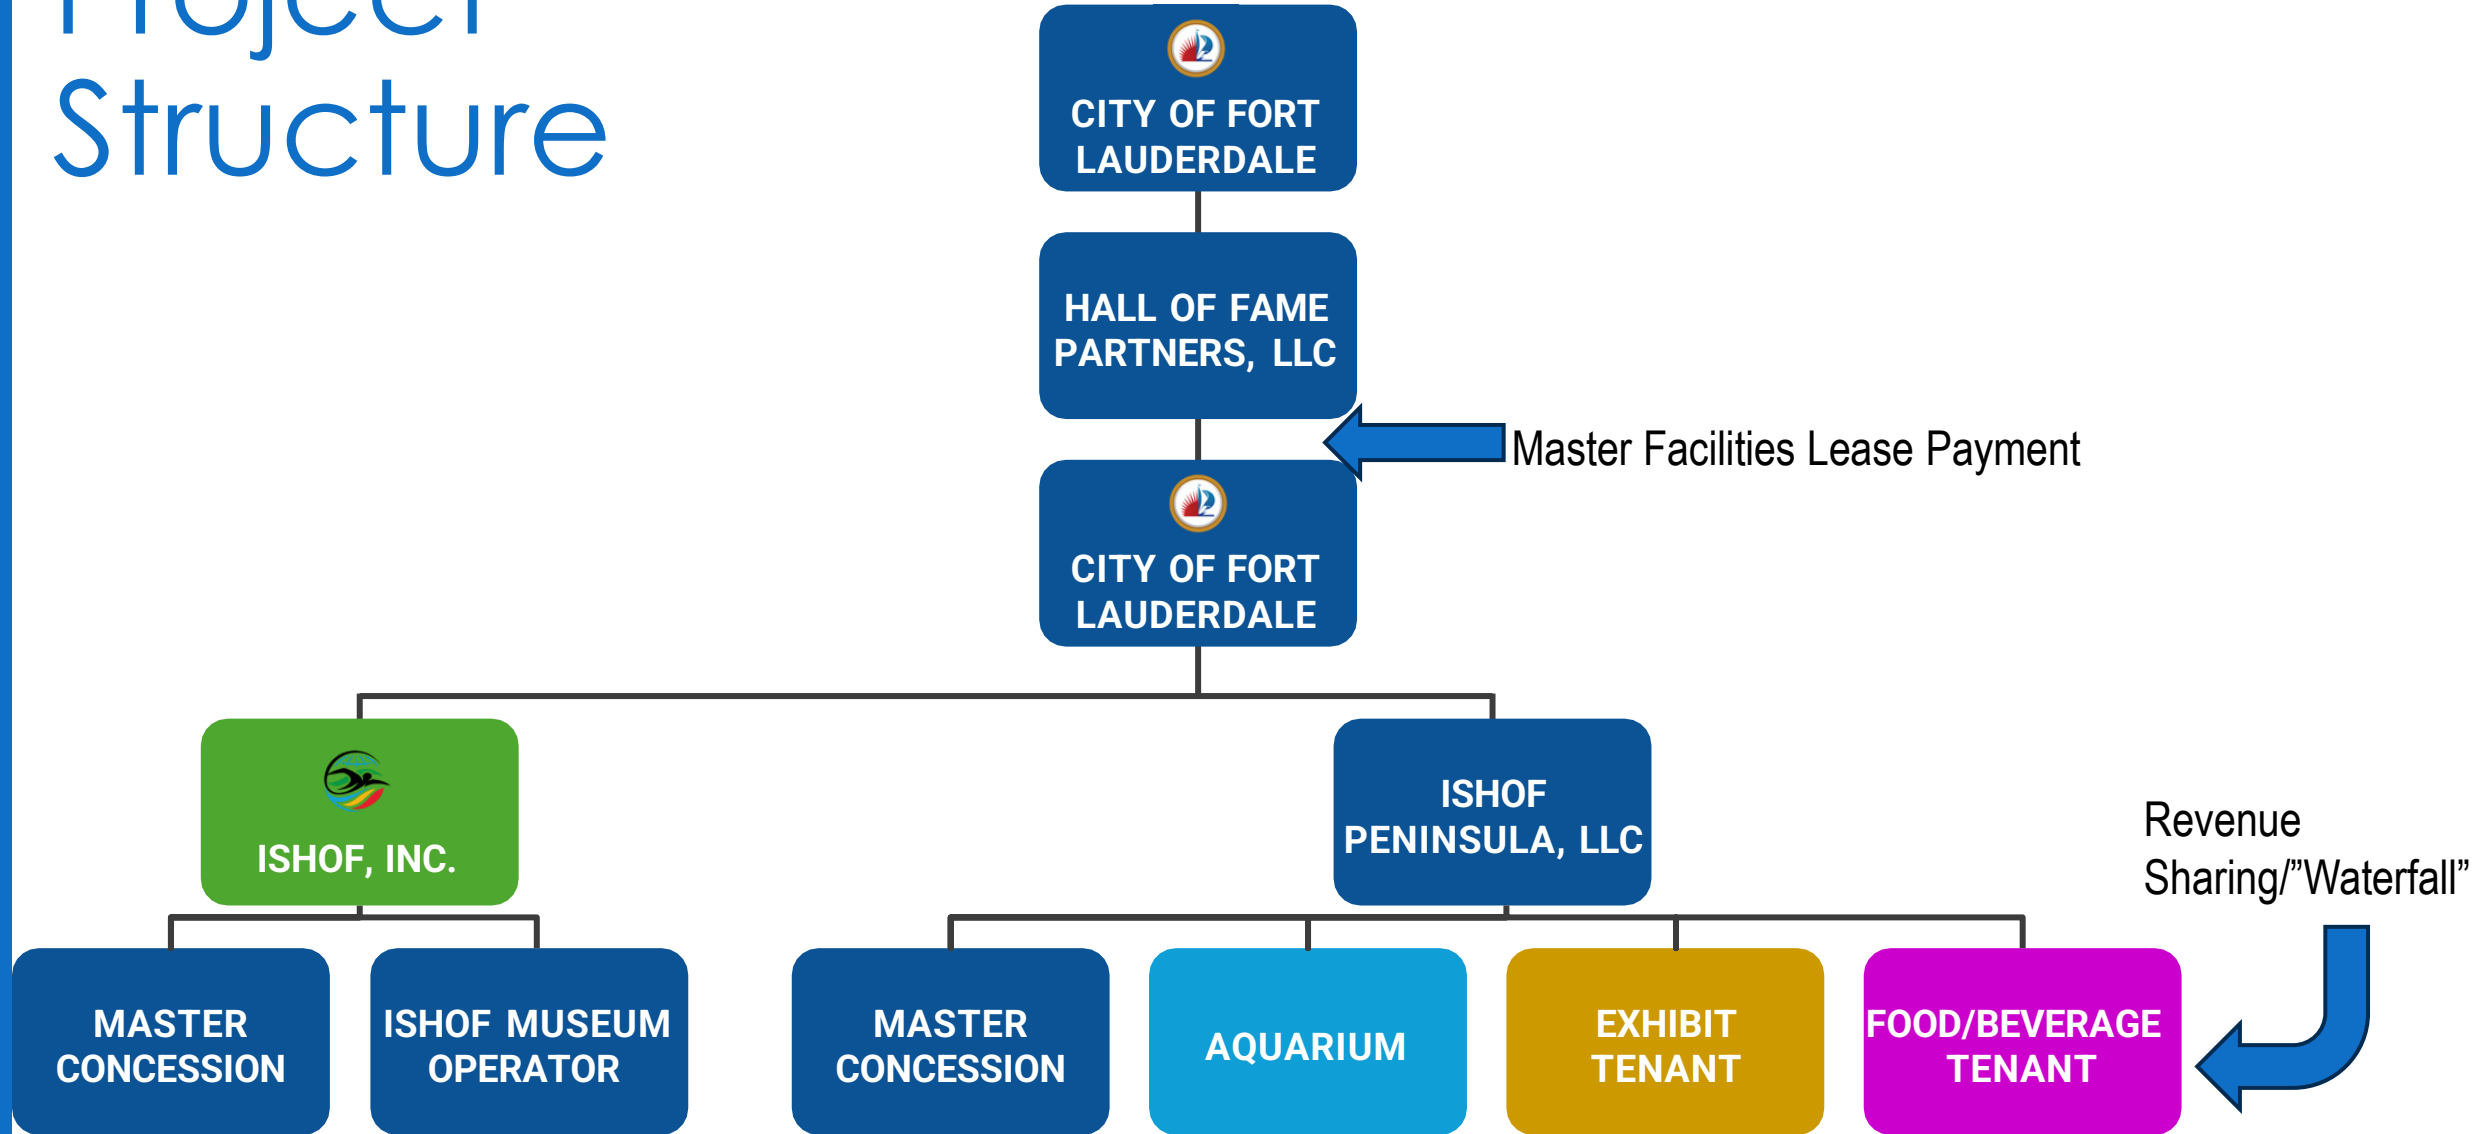 Project
Structure
CITY OF FORT
LAUDERDALE
HALL OF FAME
PARTNERS, LLC
Master Facilities Lease Payment
CITY OF FORT
LAUDERDALE
ISHOF, INC.
ISHOF
PENINSULA, LLC
Revenue
Sharing/”Waterfall”
MASTER
CONCESSION
ISHOF MUSEUM
OPERATOR
MASTER
CONCESSION
AQUARIUM
EXHIBIT
TENANT
FOOD/BEVERAGE
TENANT